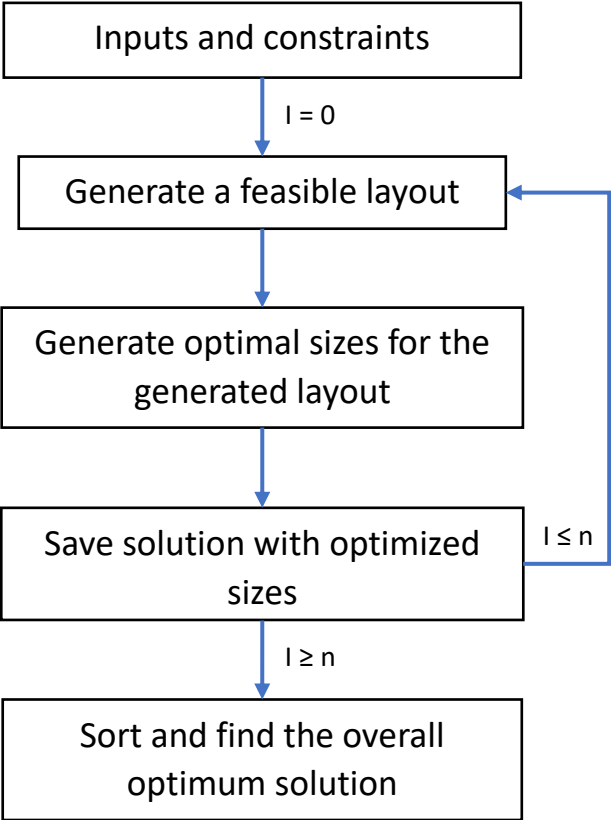 Inputs and constraints
I = 0
Generate a feasible layout
Generate optimal sizes for the
generated layout
Save solution with optimized
sizes
I ≤ n
I ≥ n
Sort and find the overall
optimum solution